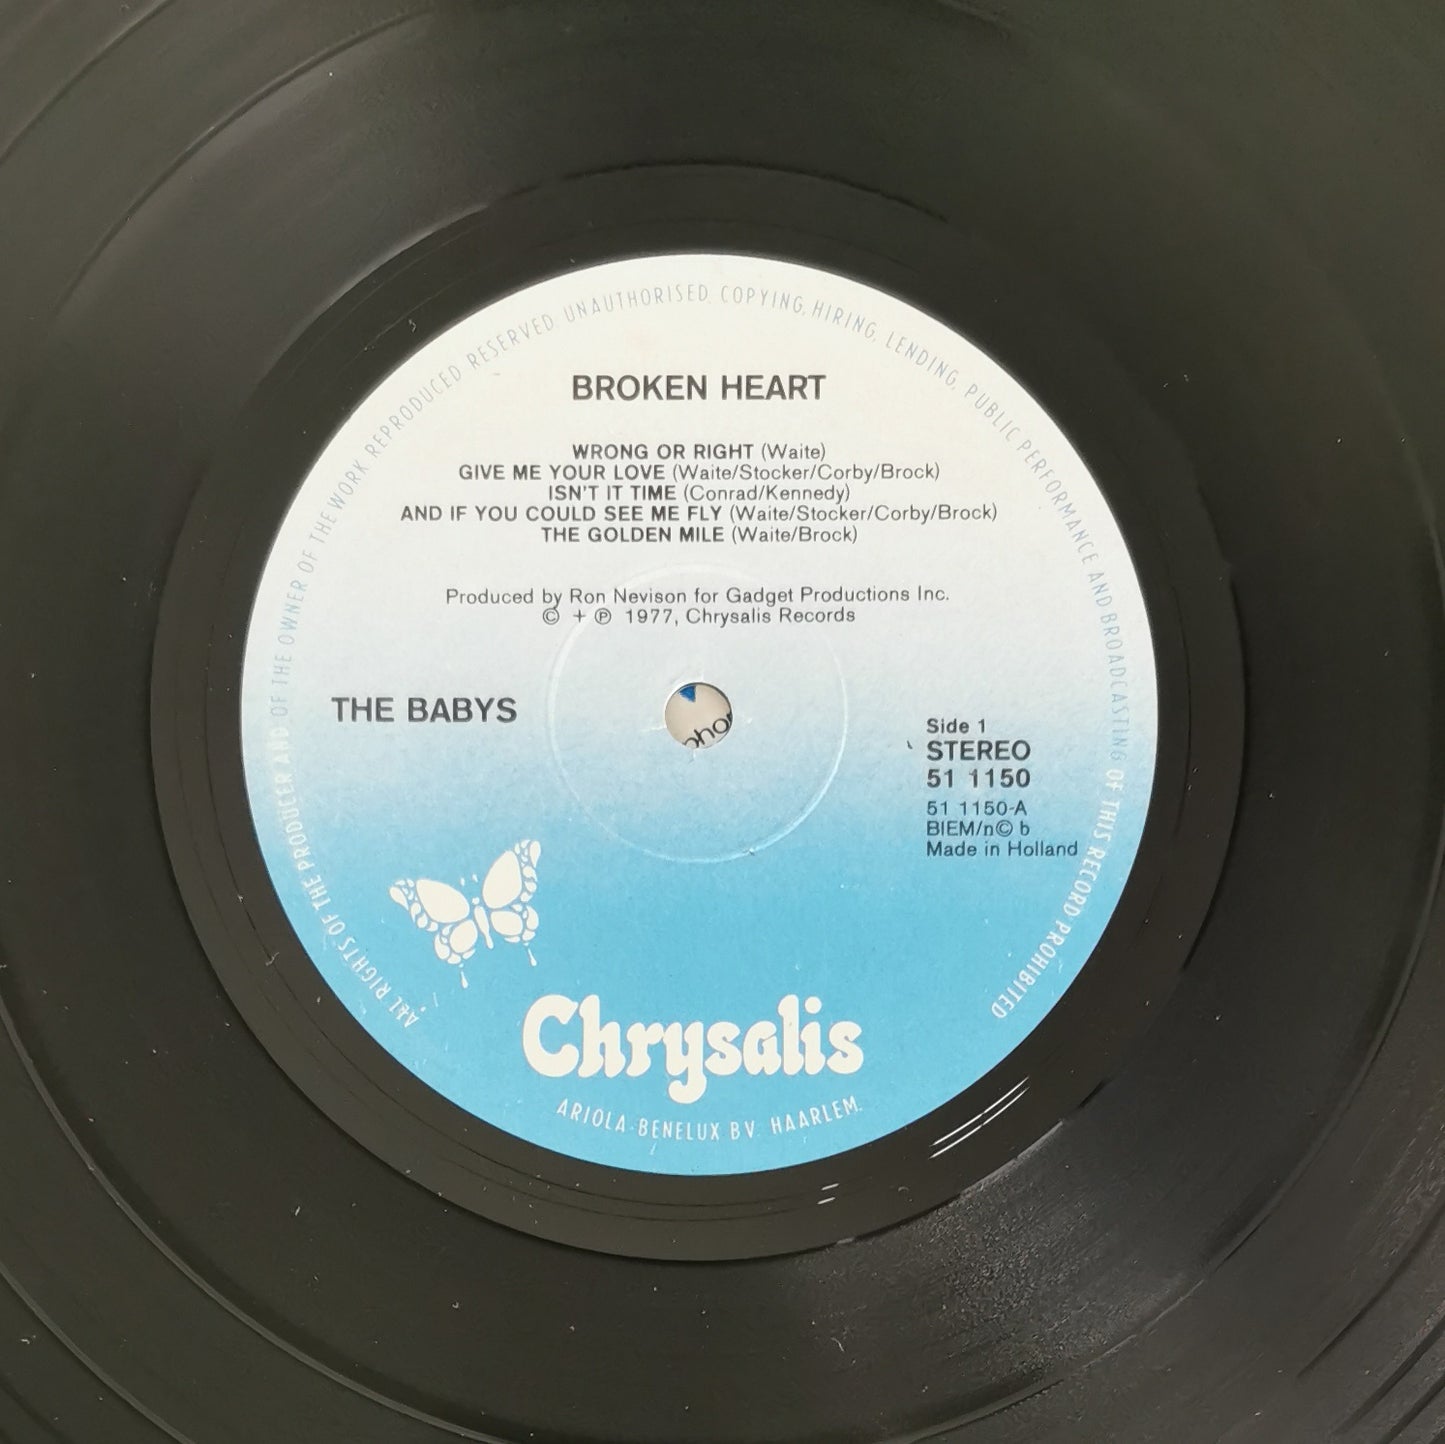 ALL RIGHTS OF THE PRODUCER AND OF THE OWNER OF THE WORK REPRODUCED RESERVED. UNAUTHORISED COPYING, HIRING, LENDING, PUBLIC PERFORMANCE AND BROADCASTING OF THIS RECORD PROHIBITED
BROKEN HEART
WRONG OR RIGHT (Waite)
GIVE ME YOUR LOVE (Waite/Stocker/Corby/Brock)
ISN'T IT TIME (Conrad/Kennedy)
AND IF YOU COULD SEE ME FLY (Waite/Stocker/Corby/Brock)
THE GOLDEN MILE (Waite/Brock)
Produced by Ron Nevison for Gadget Productions Inc.
© + ℗ 1977, Chrysalis Records
THE BABYS
Side 1
STEREO
51 1150
51 1150-A
BIEM/n© b
Made in Holland
Chrysalis
ARIOLA-BENELUX BV. HAARLEM.